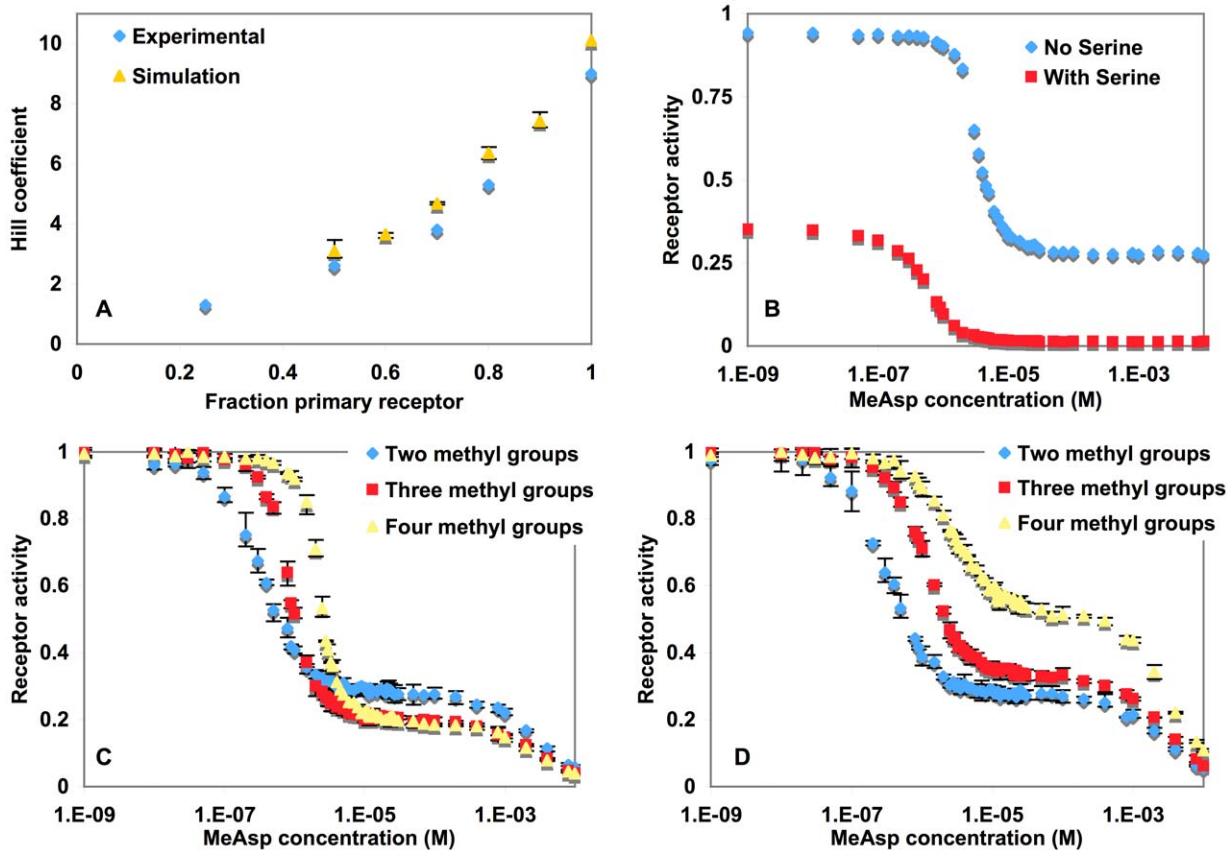 10
8
6
4
2
0
Hill coefficient
Experimental
Simulation
A
0 0.2 0.4 0.6 0.8 1
Fraction primary receptor
1
0.75
0.5
0.25
0
Receptor activity
No Serine
With Serine
B
1.E-09 1.E-07 1.E-05 1.E-03
MeAsp concentration (M)
1
0.8
0.6
0.4
0.2
0
Receptor activity
Two methyl groups
Three methyl groups
Four methyl groups
C
1.E-09 1.E-07 1.E-05 1.E-03
MeAsp concentration (M)
1
0.8
0.6
0.4
0.2
0
Receptor activity
Two methyl groups
Three methyl groups
Four methyl groups
D
1.E-09 1.E-07 1.E-05 1.E-03
MeAsp concentration (M)